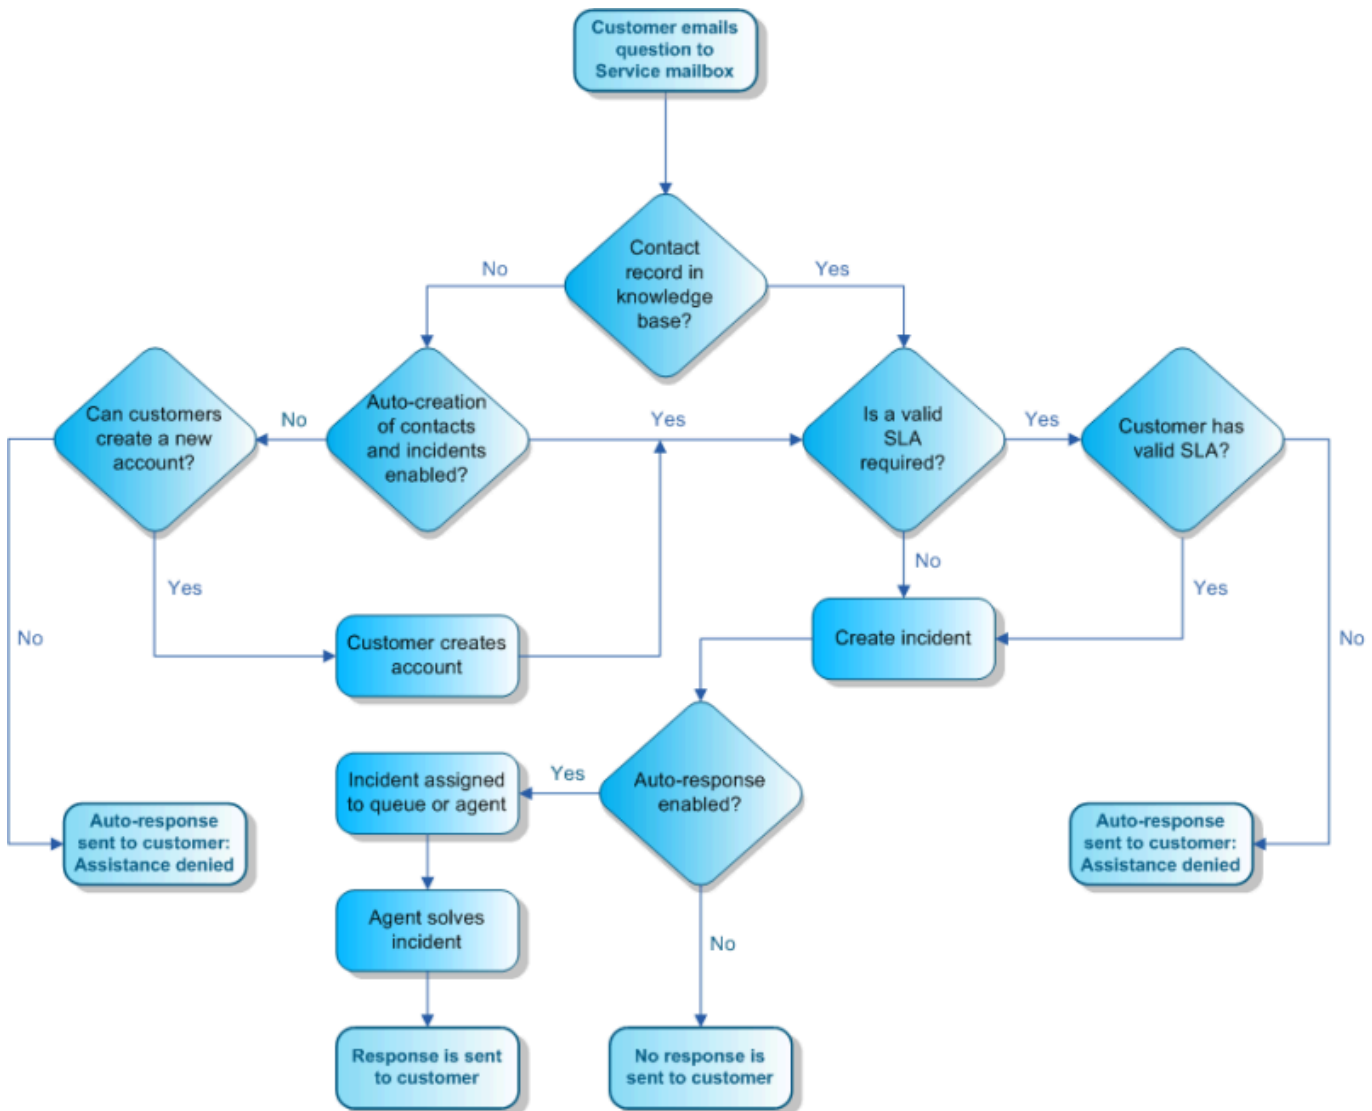 Customer emails
question to
Service mailbox
Contact
record in
knowledge
base?
No
Yes
Can customers
create a new
account?
No
Auto-creation
of contacts
and incidents
enabled?
Yes
Is a valid
SLA
required?
Yes
Customer has
valid SLA?
No
Yes
Yes
No
No
Customer creates
account
Create incident
Incident assigned
to queue or agent
Yes
Auto-response
enabled?
Auto-response
sent to customer:
Assistance denied
Auto-response
sent to customer:
Assistance denied
Agent solves
incident
No
Response is sent
to customer
No response is
sent to customer